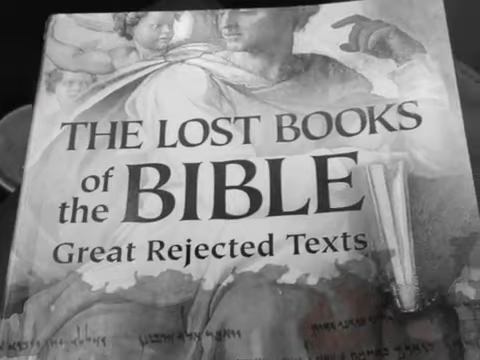 THE LOST BOOKS
of
the BIBLE
Great Rejected Texts